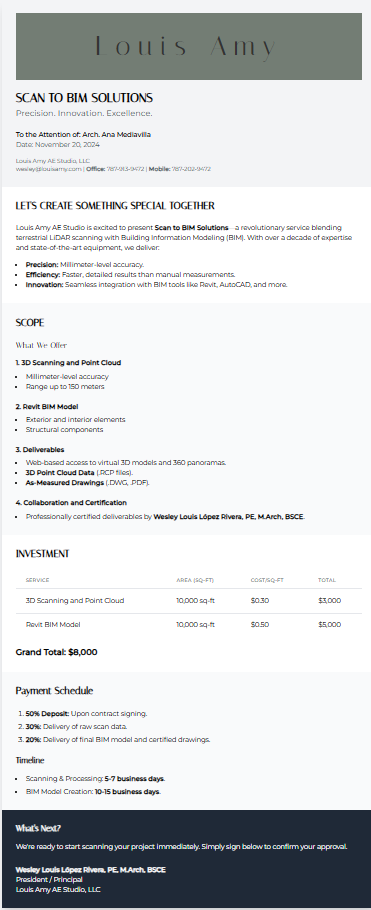 Louis Amy
SCAN TO BIM SOLUTIONS
Precision. Innovation. Excellence.
To the Attention of: Arch. Ana Mediavilla
Date: November 20, 2024
Louis Amy AE Studio, LLC
wesley@louisamy.com | Office: 787-913-9472 | Mobile: 787-202-9472
LET'S CREATE SOMETHING SPECIAL TOGETHER
Louis Amy AE Studio is excited to present Scan to BIM Solutions—a revolutionary service blending
terrestrial LiDAR scanning with Building Information Modeling (BIM). With over a decade of expertise
and state-of-the-art equipment, we deliver:
• Precision: Millimeter-level accuracy.
• Efficiency: Faster, detailed results than manual measurements.
• Innovation: Seamless integration with BIM tools like Revit, AutoCAD, and more.
SCOPE
What We Offer
1. 3D Scanning and Point Cloud
• Millimeter-level accuracy
• Range up to 150 meters
2. Revit BIM Model
• Exterior and interior elements
• Structural components
3. Deliverables
• Web-based access to virtual 3D models and 360 panoramas.
• 3D Point Cloud Data (.RCP files).
• As-Measured Drawings (.DWG, .PDF).
4. Collaboration and Certification
• Professionally certified deliverables by Wesley Louis López Rivera, PE, M.Arch, BSCE.
INVESTMENT
SERVICE AREA (SQ-FT) COST/SQ-FT TOTAL
3D Scanning and Point Cloud 10,000 sq-ft $0.30 $3,000
Revit BIM Model 10,000 sq-ft $0.50 $5,000
Grand Total: $8,000
Payment Schedule
1. 50% Deposit: Upon contract signing.
2. 30%: Delivery of raw scan data.
3. 20%: Delivery of final BIM model and certified drawings.
Timeline
• Scanning & Processing: 5-7 business days.
• BIM Model Creation: 10-15 business days.
What's Next?
We're ready to start scanning your project immediately. Simply sign below to confirm your approval.
Wesley Louis López Rivera, PE, M.Arch, BSCE
President / Principal
Louis Amy AE Studio, LLC